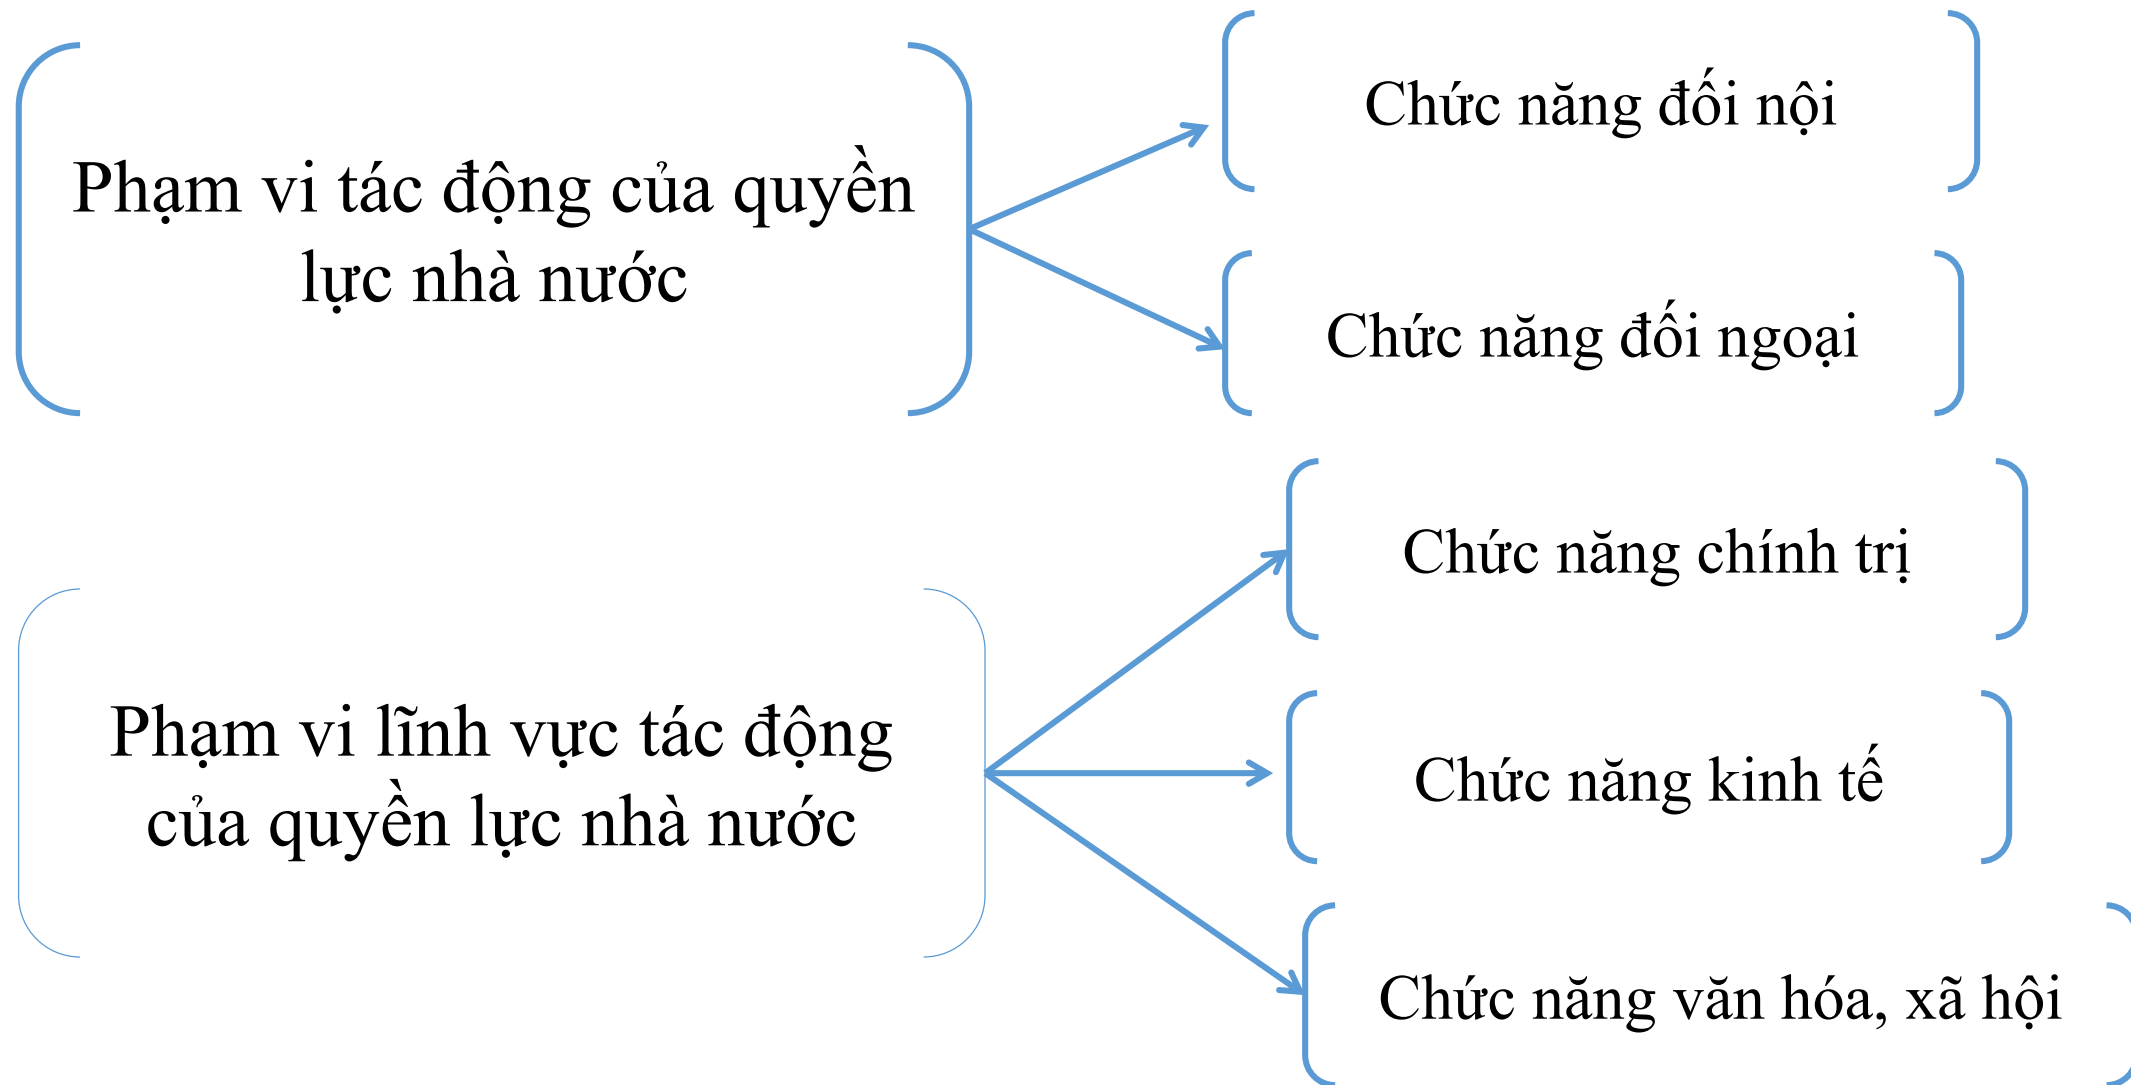 Phạm vi tác động của quyền
lực nhà nước
Chức năng đối nội
Chức năng đối ngoại
Phạm vi lĩnh vực tác động
của quyền lực nhà nước
Chức năng chính trị
Chức năng kinh tế
Chức năng văn hóa, xã hội